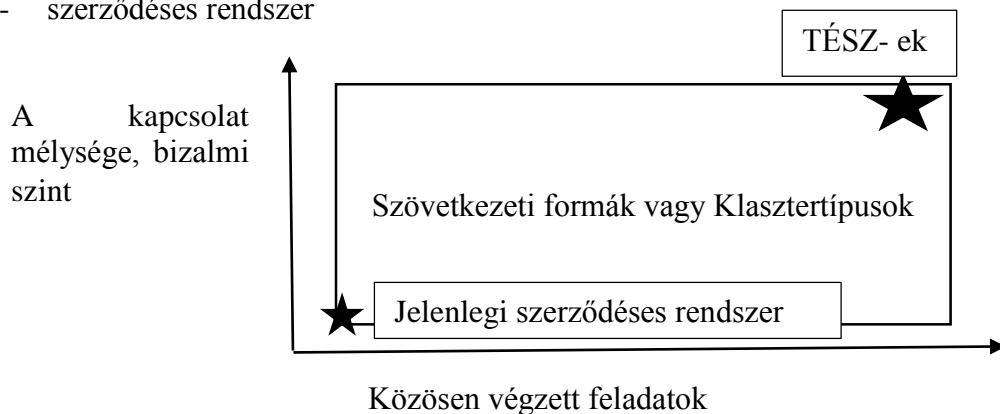 - szerződéses rendszer
TÉSZ- ek
A kapcsolat
mélysége, bizalmi
szint
Szövetkezeti formák vagy Klasztertípusok
Jelenlegi szerződéses rendszer
Közösen végzett feladatok